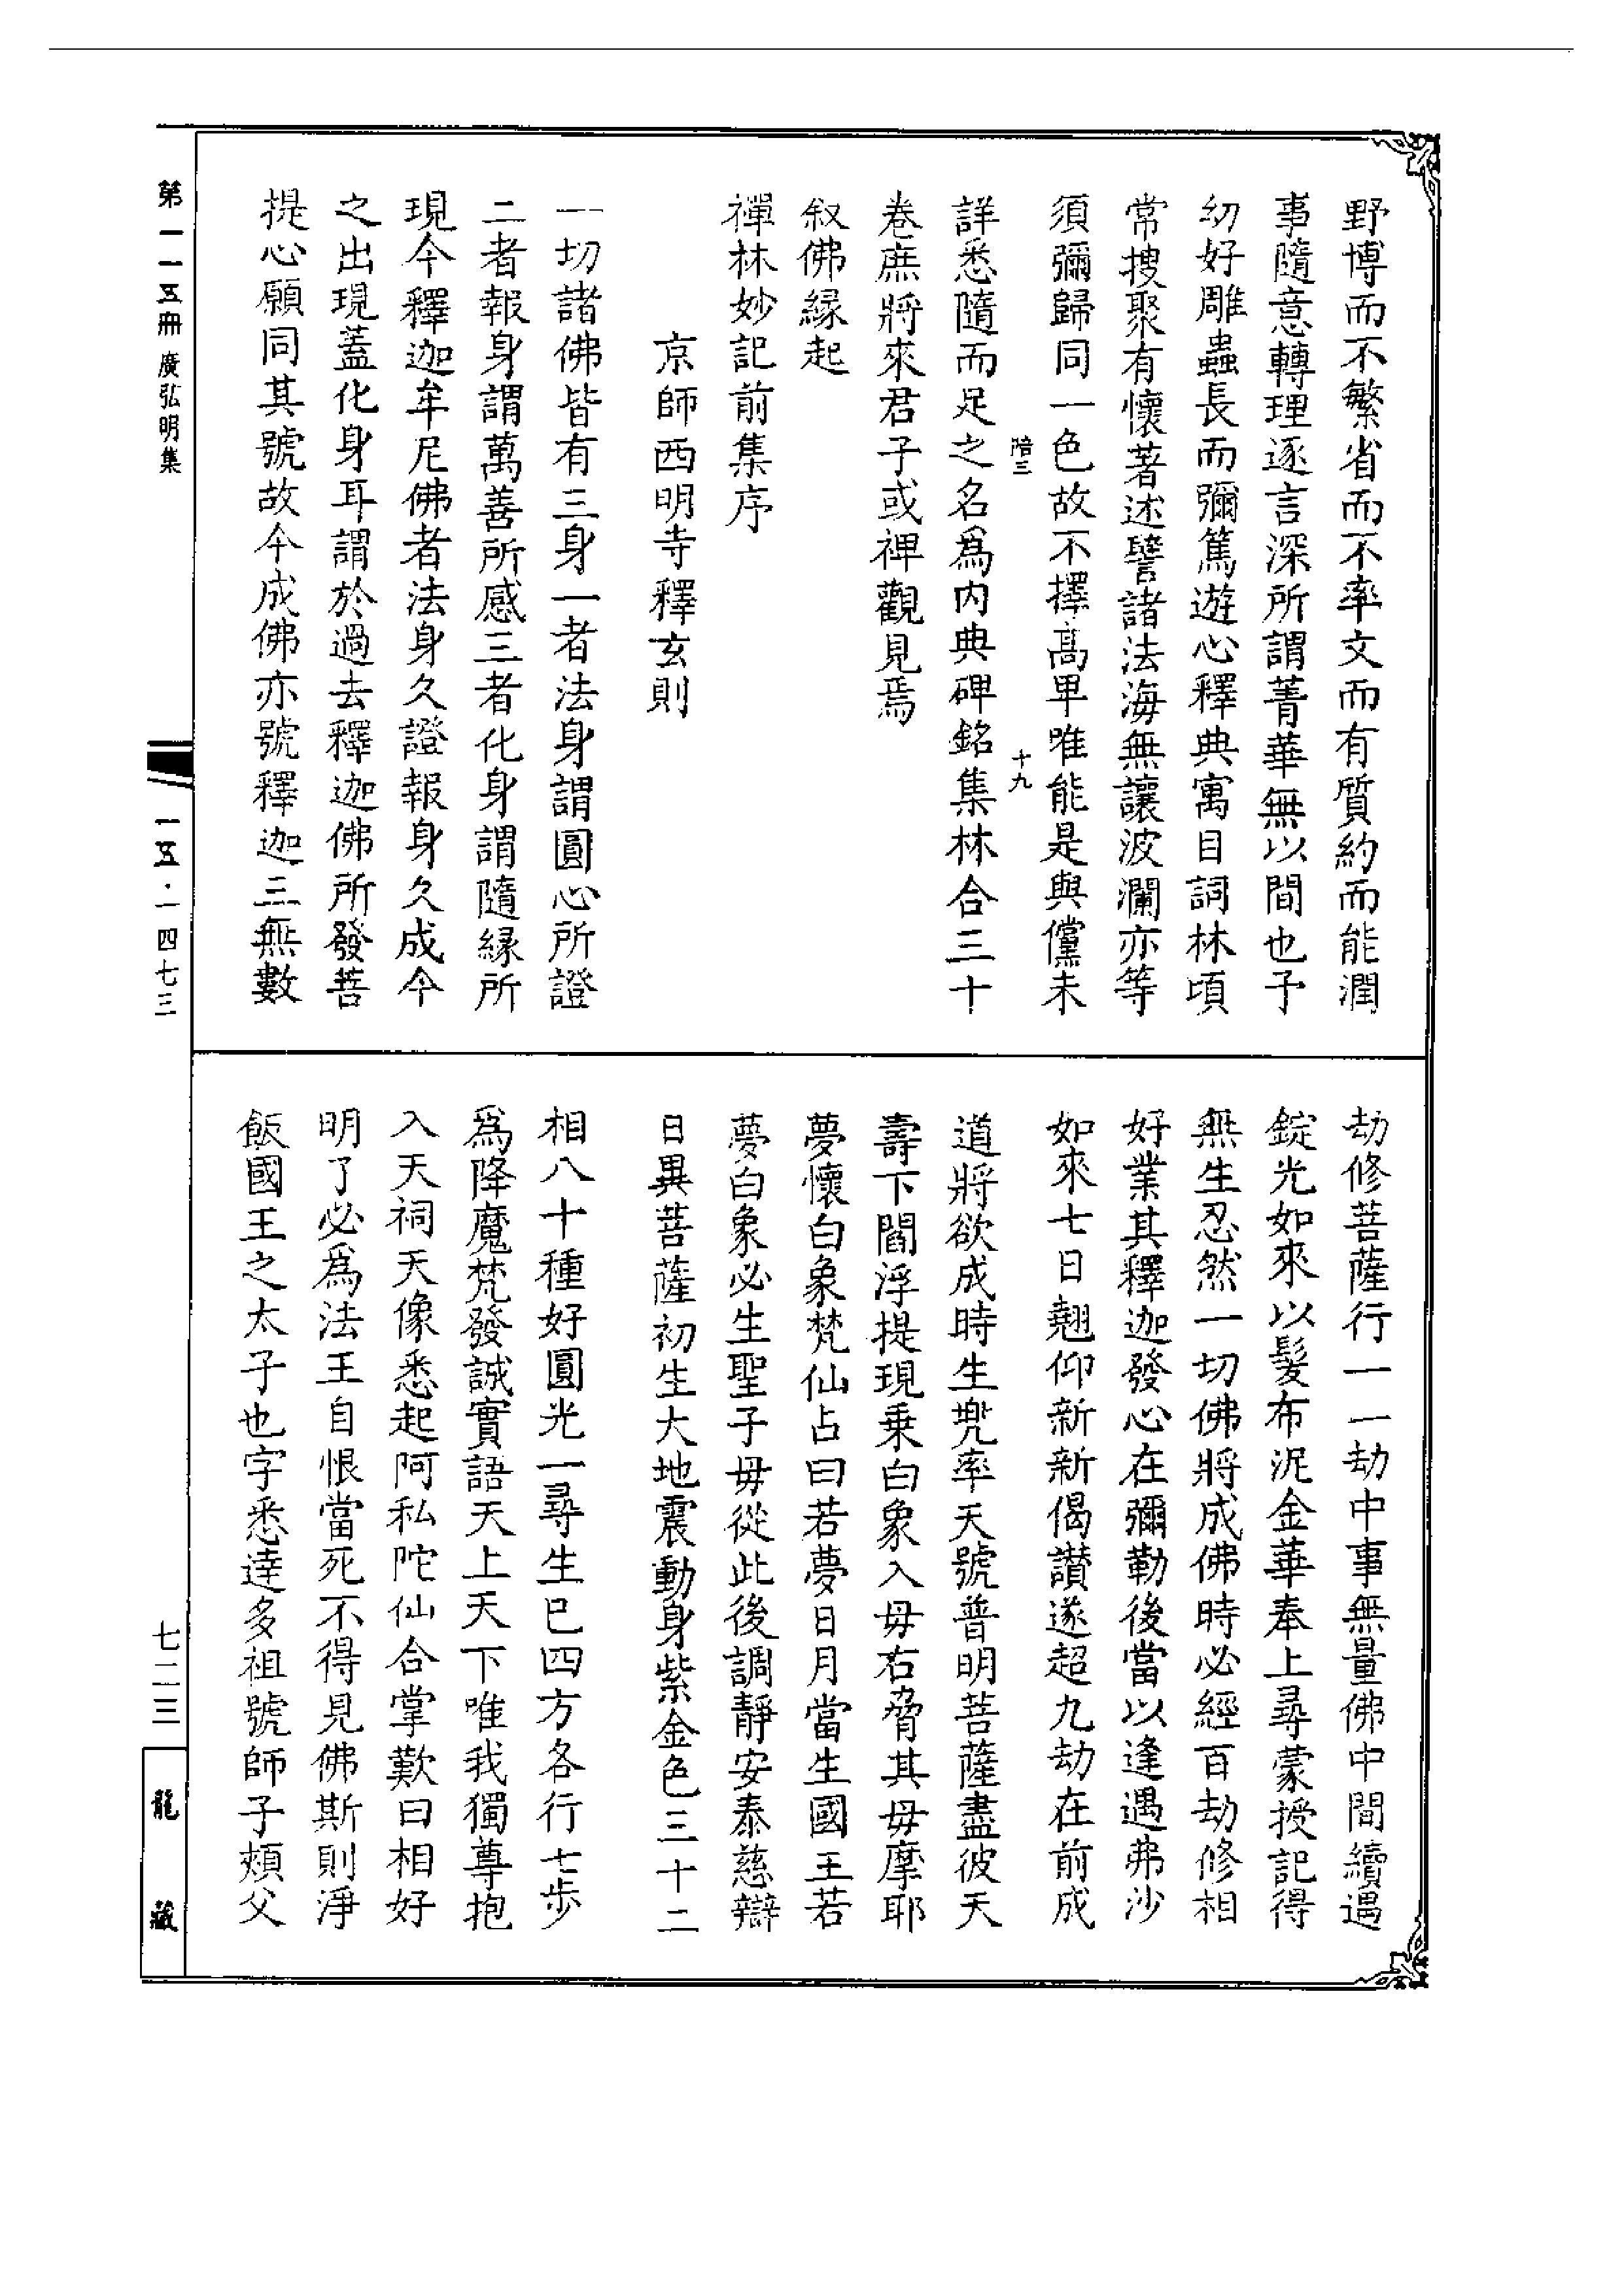 野博而不繁省而不率文而有質約而能潤
事隨意轉理逐言深所謂菁華無以間也予
幼好雕蟲長而彌篤遊心釋典寓目詞林頃
常搜聚有懷著述譬諸法海無讓波瀾亦等
須彌歸同一色故不擇高卑唯能是與儻未
陪三 十九
詳悉隨而足之名爲内典碑銘集林合三十
卷庶將來君子或裨觀見焉
叙佛緣起
禪林妙記前集序
京師西明寺釋玄則
一切諸佛皆有三身一者法身謂圓心所證
二者報身謂萬善所感三者化身謂隨緣所
現今釋迦牟尼佛者法身久證報身久成今
之出現蓋化身耳謂於過去釋迦佛所發菩
提心願同其號故今成佛亦號釋迦三無數
劫修菩薩行一一劫中事無量佛中間續遇
錠光如來以髮布泥金華奉上尋蒙授記得
無生忍然一切佛將成佛時必經百劫修相
好業其釋迦發心在彌勒後當以逢遇弗沙
如來七日翹仰新新偈讃遂超九劫在前成
道將欲成時生兜率天號普明菩薩盡彼天
壽下閻浮提現乗白象入母右脅其母摩耶
夢懷白象梵仙占曰若夢日月當生國王若
夢白象必生聖子母從此後調靜安泰慈辯
日異菩薩初生大地震動身紫金色三十二
相八十種好圓光一尋生已四方各行七步
爲降魔梵發誠實語天上天下唯我獨尊抱
入天祠天像悉起阿私陀仙合掌歎曰相好
明了必爲法王自恨當死不得見佛斯則淨
飯國王之太子也字悉達多祖號師子頰父
第一一五冊 廣弘明集
一五·一四七三
七二三
龍藏